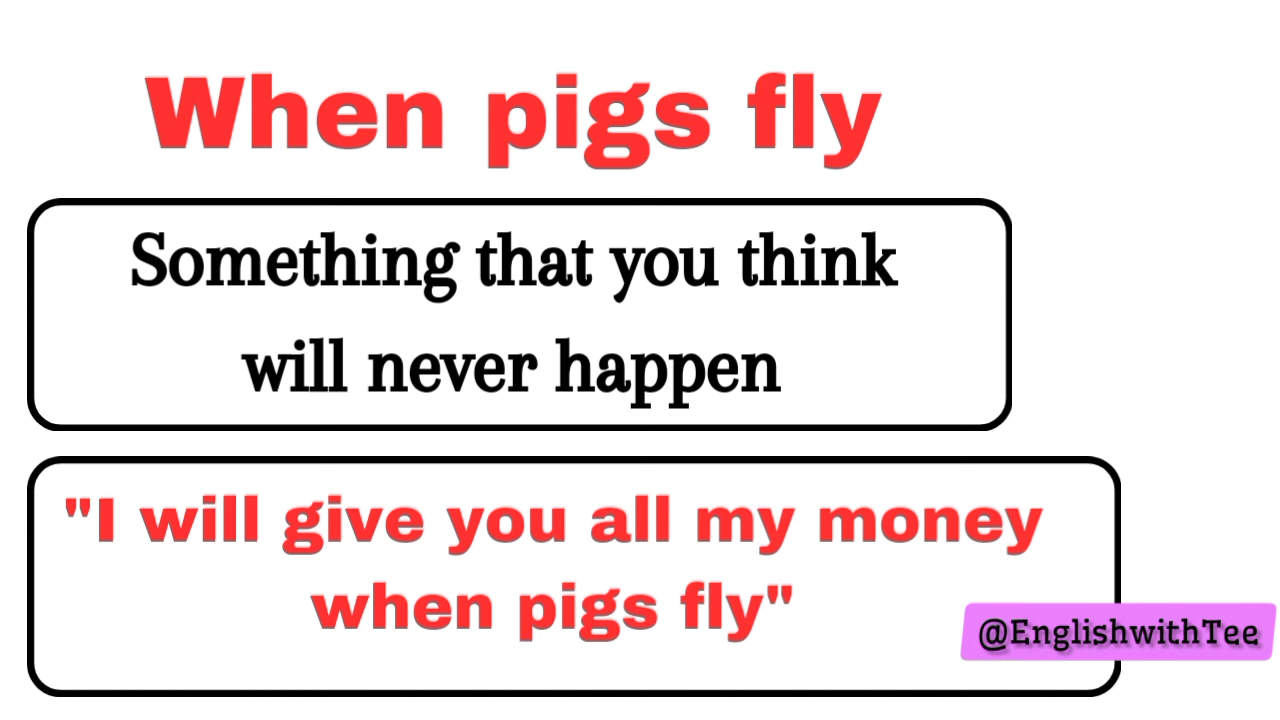 When pigs fly
Something that you think
will never happen
"I will give you all my money
when pigs fly"
@EnglishwithTee